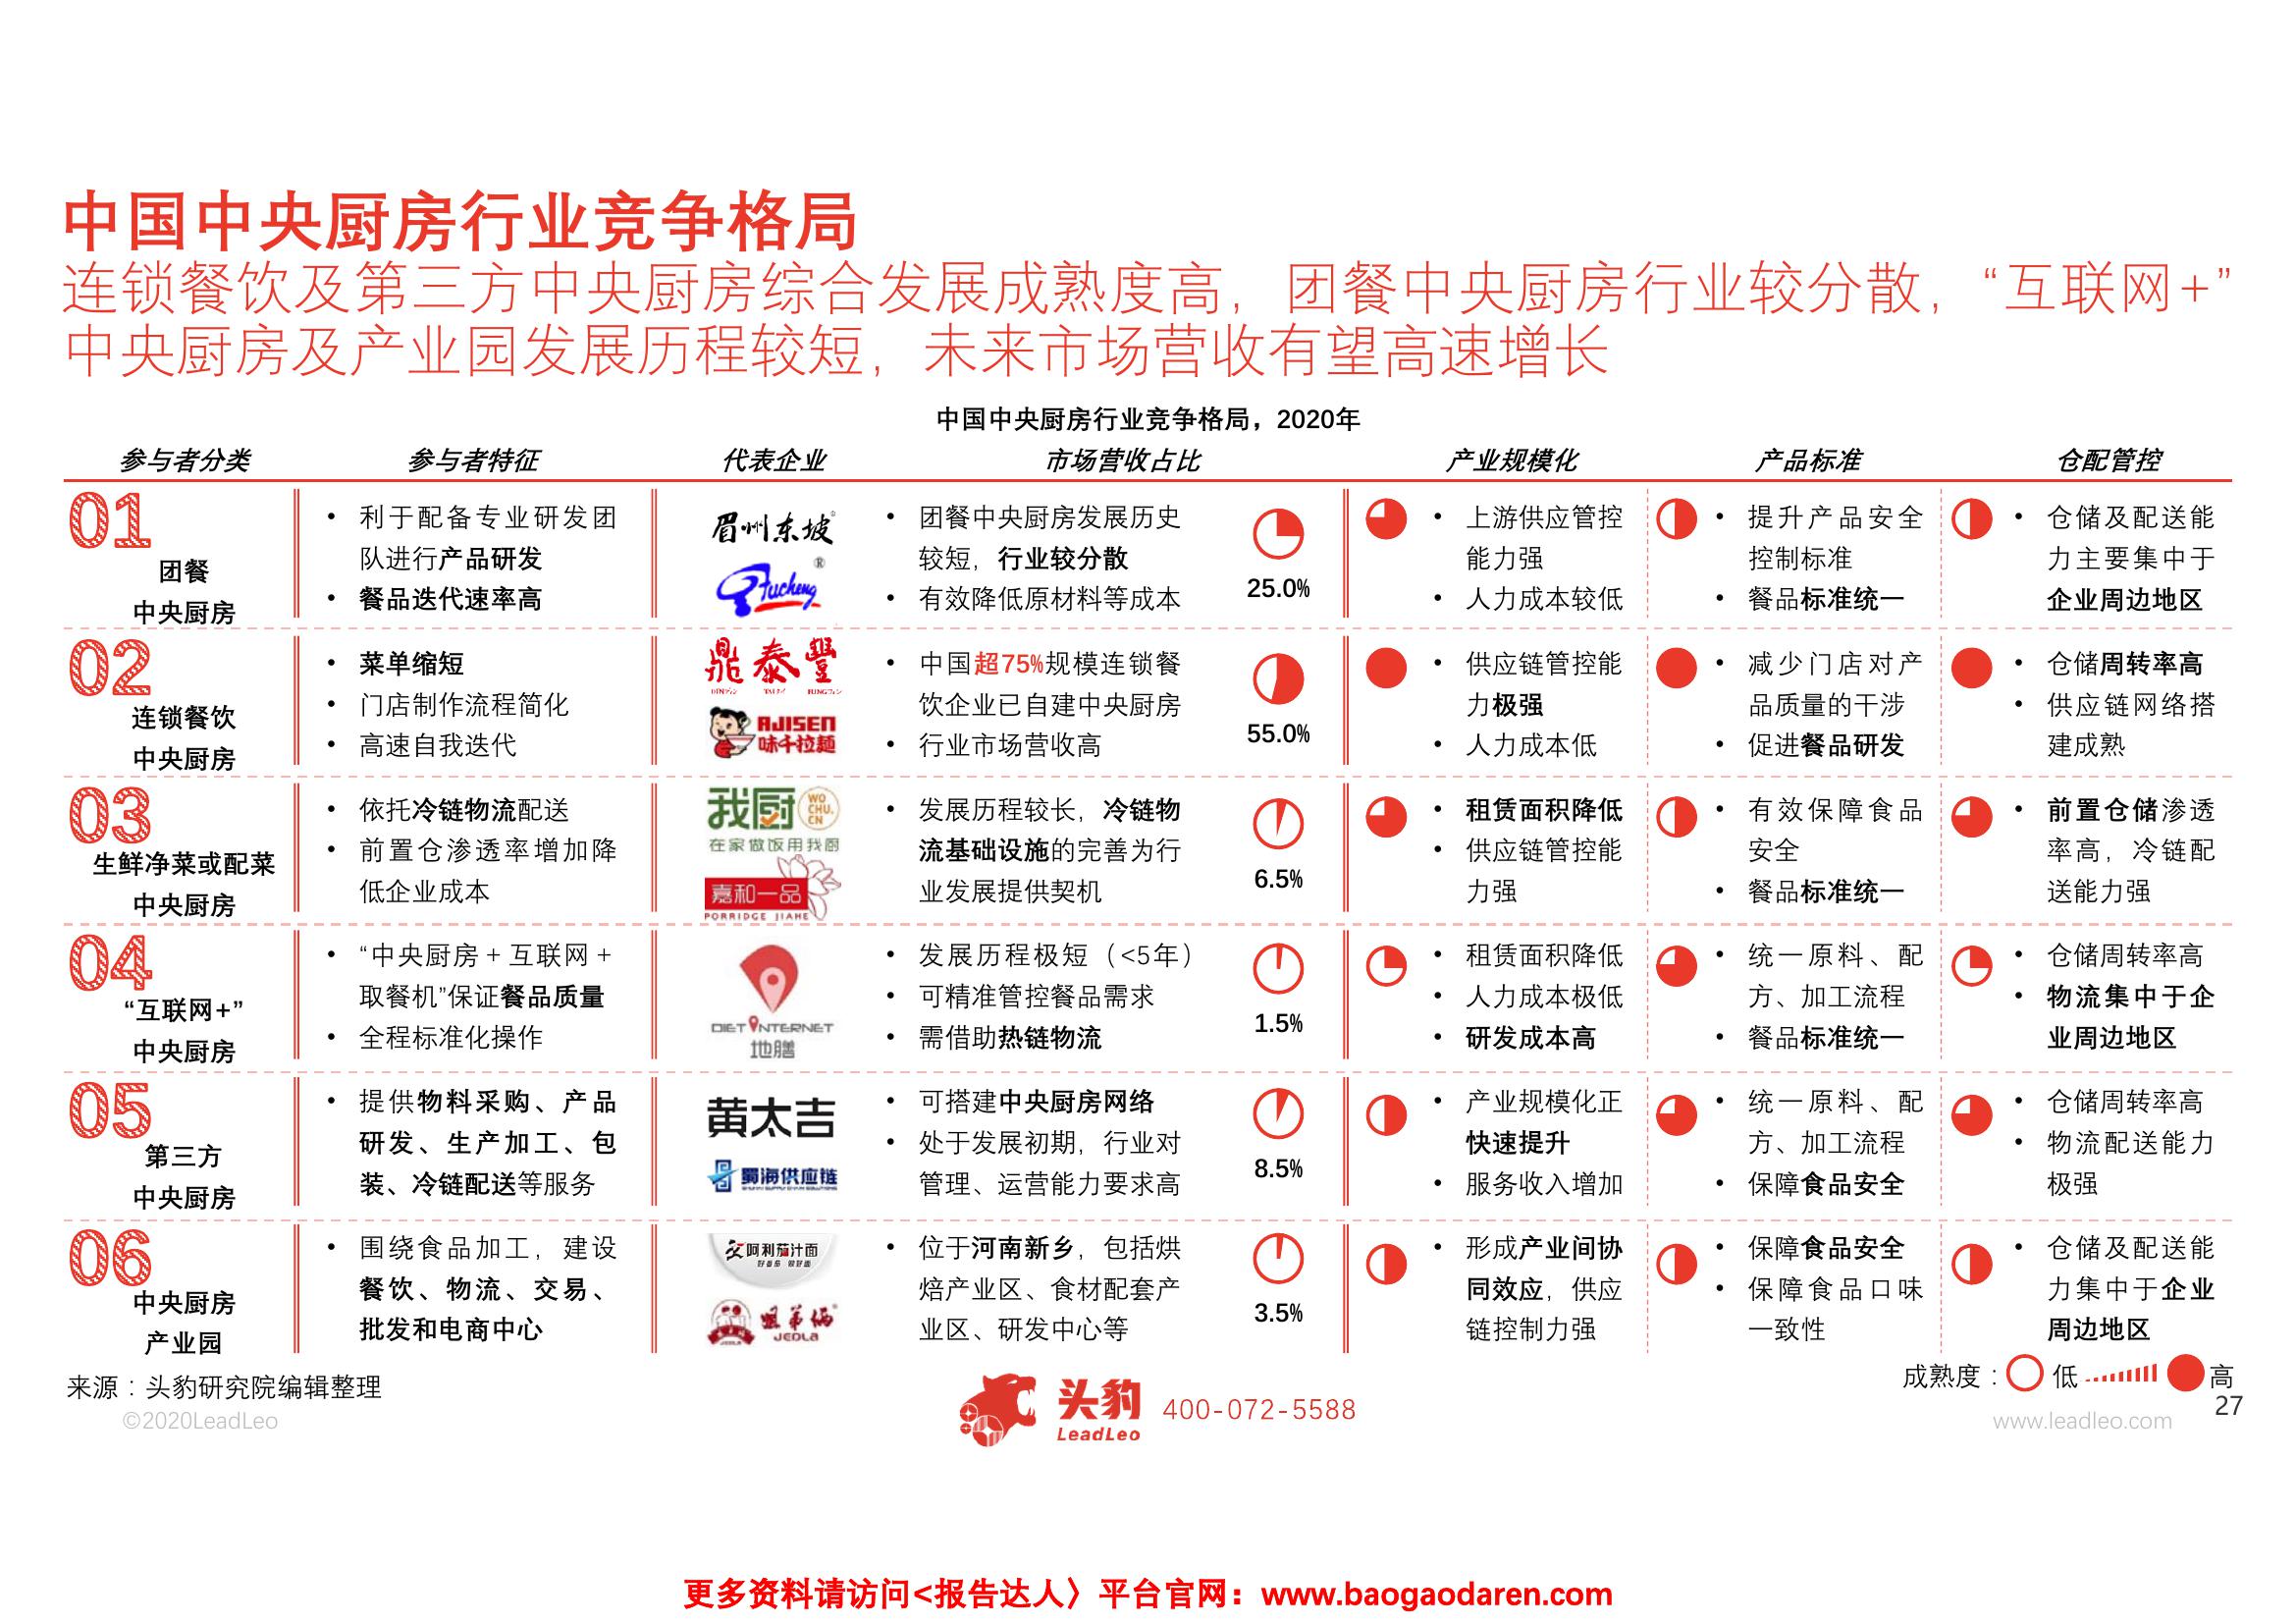 中国中央厨房行业竞争格局
连锁餐饮及第三方中央厨房综合发展成熟度高，团餐中央厨房行业较分散，“互联网+”
中央厨房及产业园发展历程较短，未来市场营收有望高速增长
中国中央厨房行业竞争格局，2020年
参与者分类 参与者特征 代表企业 市场营收占比 产业规模化 产品标准 仓配管控
01
团餐
中央厨房
• 利于配备专业研发团
队进行产品研发
• 餐品迭代速率高
眉州东坡
Fucheng ®
• 团餐中央厨房发展历史
较短，行业较分散
• 有效降低原材料等成本
25.0%
• 上游供应管控
能力强
• 人力成本较低
• 提升产品安全
控制标准
• 餐品标准统一
• 仓储及配送能
力主要集中于
企业周边地区
02
连锁餐饮
中央厨房
• 菜单缩短
• 门店制作流程简化
• 高速自我迭代
鼎泰豐
AJISEN
味千拉麺
• 中国超75%规模连锁餐
饮企业已自建中央厨房
• 行业市场营收高
55.0%
• 供应链管控能
力极强
• 人力成本低
• 减少门店对产
品质量的干涉
• 促进餐品研发
• 仓储周转率高
• 供应链网络搭
建成熟
03
生鲜净菜或配菜
中央厨房
• 依托冷链物流配送
• 前置仓渗透率增加降
低企业成本
我厨 WO CHU. CN
在家做饭用我厨
嘉和一品
PORRIDGE JIAHE
• 发展历程较长，冷链物
流基础设施的完善为行
业发展提供契机
6.5%
• 租赁面积降低
• 供应链管控能
力强
• 有效保障食品
安全
• 餐品标准统一
• 前置仓储渗透
率高，冷链配
送能力强
04
“互联网+”
中央厨房
• “中央厨房+互联网+
取餐机”保证餐品质量
• 全程标准化操作
DIET INTERNET
地膳
• 发展历程极短（<5年）
• 可精准管控餐品需求
• 需借助热链物流
1.5%
• 租赁面积降低
• 人力成本极低
• 研发成本高
• 统一原料、配
方、加工流程
• 餐品标准统一
• 仓储周转率高
• 物流集中于企
业周边地区
05
第三方
中央厨房
• 提供物料采购、产品
研发、生产加工、包
装、冷链配送等服务
黄太吉
蜀海供应链
• 可搭建中央厨房网络
• 处于发展初期，行业对
管理、运营能力要求高
8.5%
• 产业规模化正
快速提升
• 服务收入增加
• 统一原料、配
方、加工流程
• 保障食品安全
• 仓储周转率高
• 物流配送能力
极强
06
中央厨房
产业园
• 围绕食品加工，建设
餐饮、物流、交易、
批发和电商中心
阿利茄汁面
好番茄 做好面
姐弟俩
JEDLa
• 位于河南新乡，包括烘
焙产业区、食材配套产
业区、研发中心等
3.5%
• 形成产业间协
同效应，供应
链控制力强
• 保障食品安全
• 保障食品口味
一致性
• 仓储及配送能
力集中于企业
周边地区
来源：头豹研究院编辑整理
成熟度： 低 高
©2020LeadLeo
头豹
LeadLeo
400-072-5588
www.leadleo.com
27
更多资料请访问<报告达人〉平台官网：www.baogaodaren.com